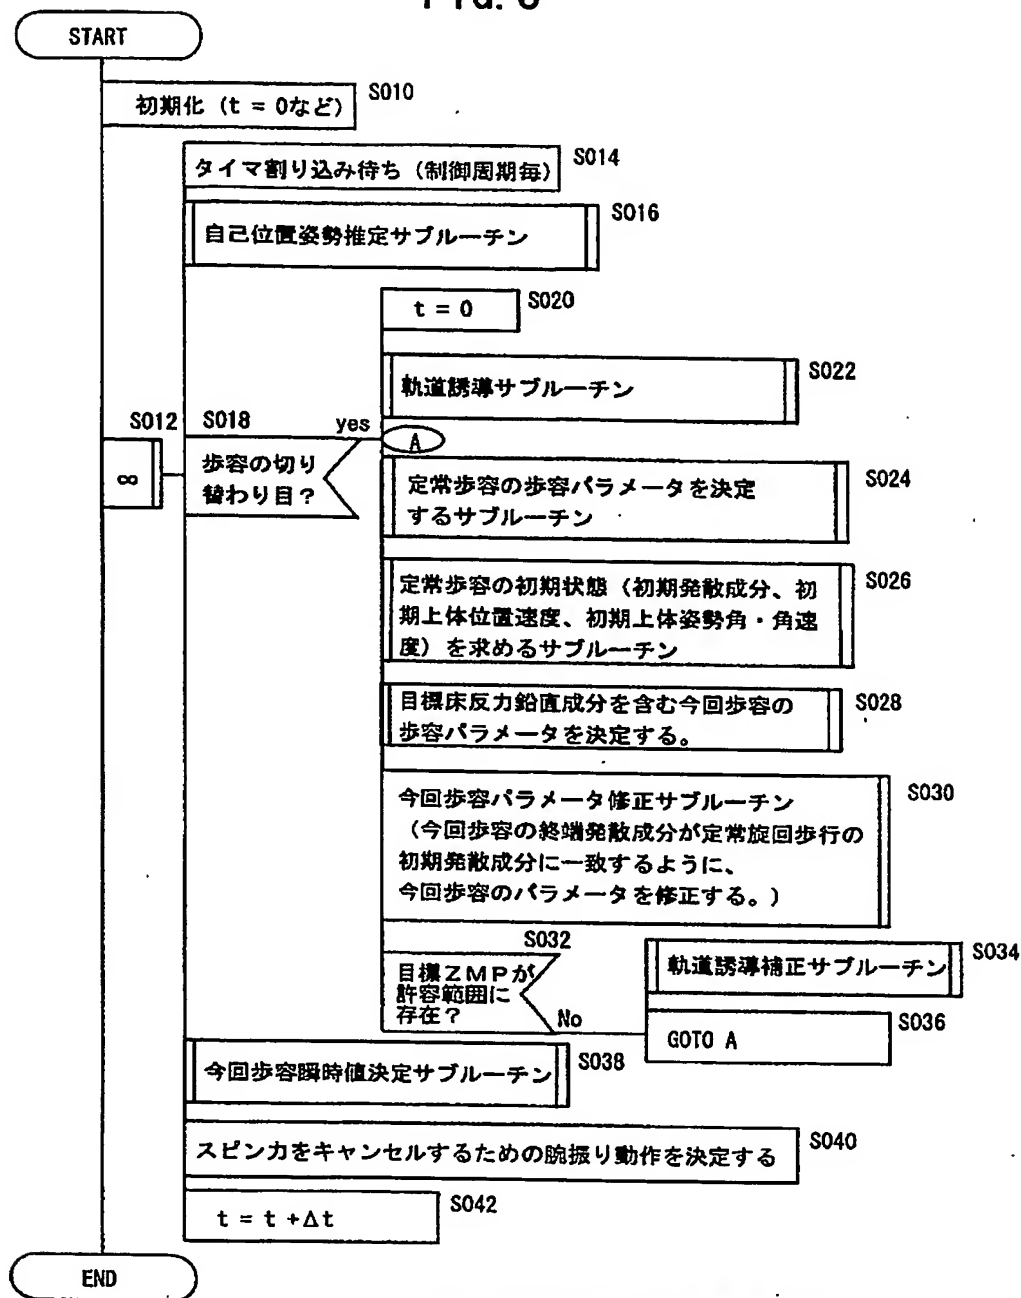 START
初期化（t = 0など）
S010
タイマ割り込み待ち（制御周期毎）
S014
自己位置姿勢推定サブルーチン
S016
t = 0
S020
軌道誘導サブルーチン
S022
S012
∞
S018
歩容の切り
替わり目？
yes
A
定常歩容の歩容パラメータを決定
するサブルーチン
S024
定常歩容の初期状態（初期発散成分、初
期上体位置速度、初期上体姿勢角・角速
度）を求めるサブルーチン
S026
目標床反力鉛直成分を含む今回歩容の
歩容パラメータを決定する。
S028
今回歩容パラメータ修正サブルーチン
（今回歩容の終端発散成分が定常旋回歩行の
初期発散成分に一致するように、
今回歩容のパラメータを修正する。）
S030
S032
目標ＺＭＰが
許容範囲に
存在？
No
軌道誘導補正サブルーチン
S034
GOTO A
S036
今回歩容瞬時値決定サブルーチン
S038
スピン力をキャンセルするための腕振り動作を決定する
S040
t = t +Δt
S042
END